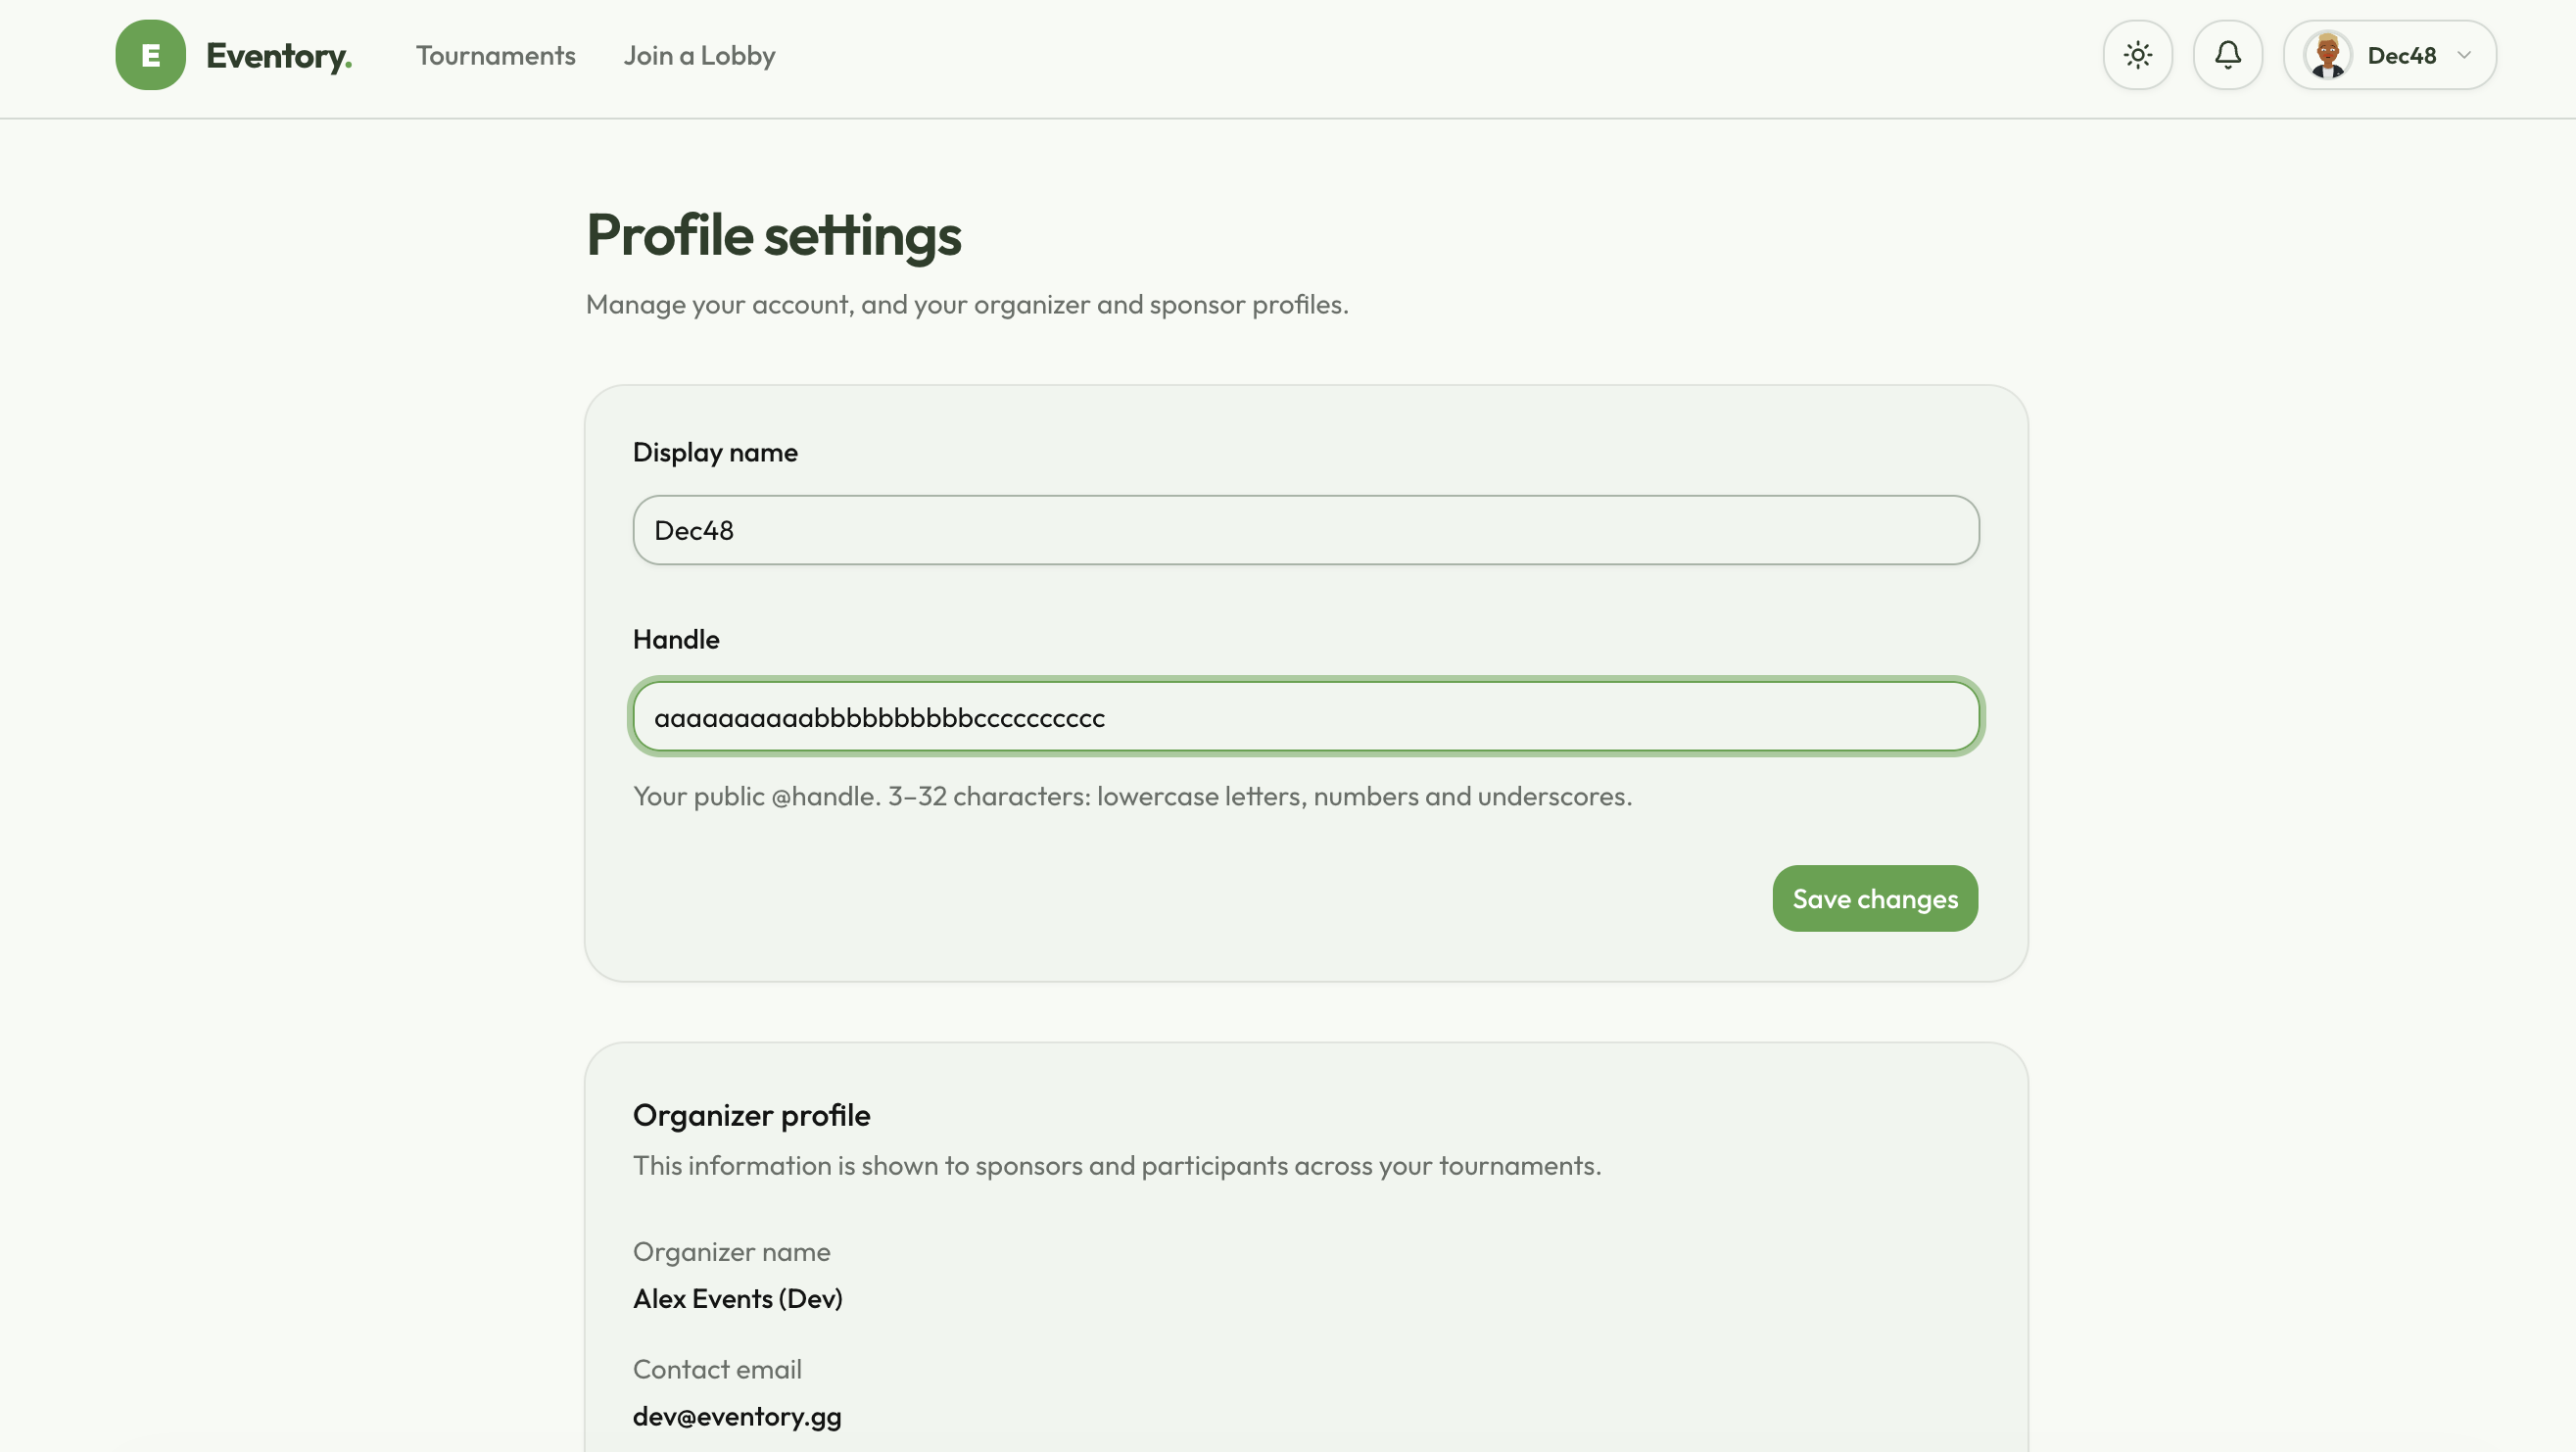 E Eventory. Tournaments Join a Lobby Dec48
Profile settings
Manage your account, and your organizer and sponsor profiles.
Display name
Dec48
Handle
aaaaaaaaaabbbbbbbbbbcccccccccc
Your public @handle. 3–32 characters: lowercase letters, numbers and underscores.
Save changes
Organizer profile
This information is shown to sponsors and participants across your tournaments.
Organizer name
Alex Events (Dev)
Contact email
dev@eventory.gg